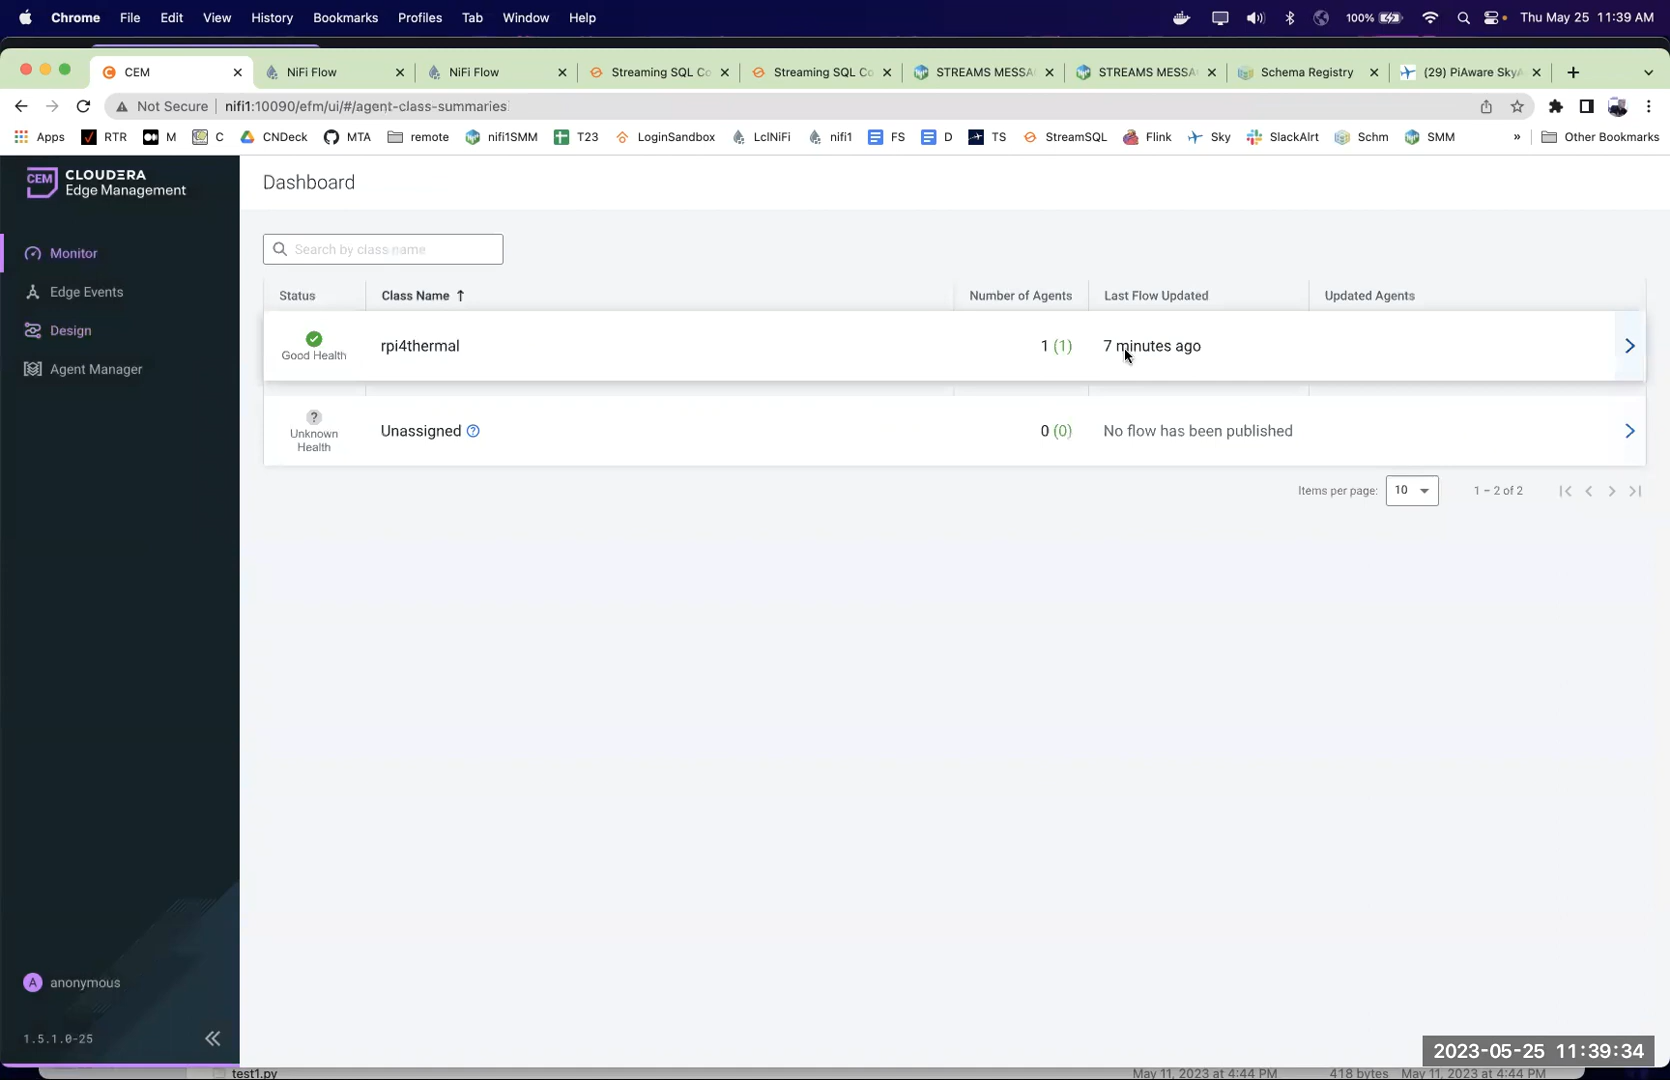 Chrome File Edit View History Bookmarks Profiles Tab Window Help 100% Thu May 25 11:39 AM
CEM NiFi Flow NiFi Flow Streaming SQL Co Streaming SQL Co STREAMS MESSA STREAMS MESSA Schema Registry (29) PiAware SkyA
Not Secure nifi1:10090/efm/ui/#/agent-class-summaries
Apps RTR M C CNDeck MTA remote nifi1SMM T23 LoginSandbox LclNiFi nifi1 FS D TS StreamSQL Flink Sky SlackAlrt Schm SMM » Other Bookmarks
CEM CLOUDERA
Edge Management
Dashboard
Monitor
Edge Events
Design
Agent Manager
Search by class name
Status Class Name ↑ Number of Agents Last Flow Updated Updated Agents
Good Health rpi4thermal 1 (1) 7 minutes ago
? Unknown Health Unassigned ? 0 (0) No flow has been published
Items per page: 10 1 – 2 of 2
A anonymous
1.5.1.0-25
2023-05-25 11:39:34
test1.py May 11, 2023 at 4:44 PM 418 bytes May 11, 2023 at 4:44 PM